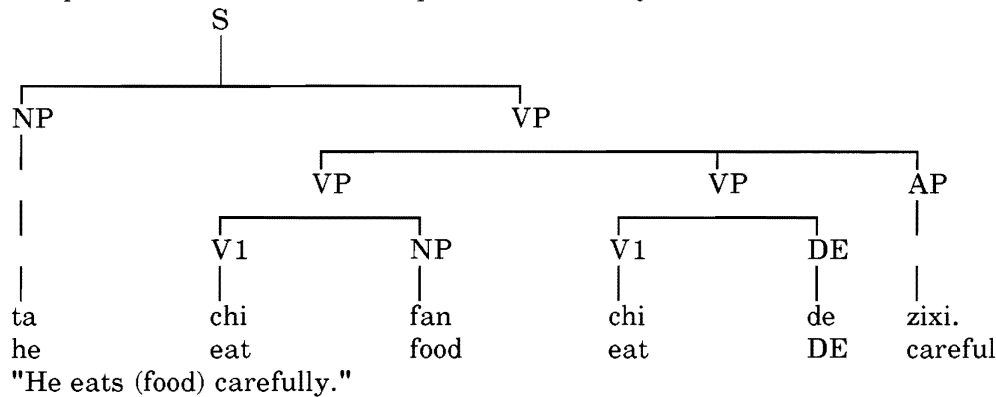 S
NP VP
VP VP AP
V1 NP V1 DE
ta chi fan chi de zixi.
he eat food eat DE careful
"He eats (food) carefully."